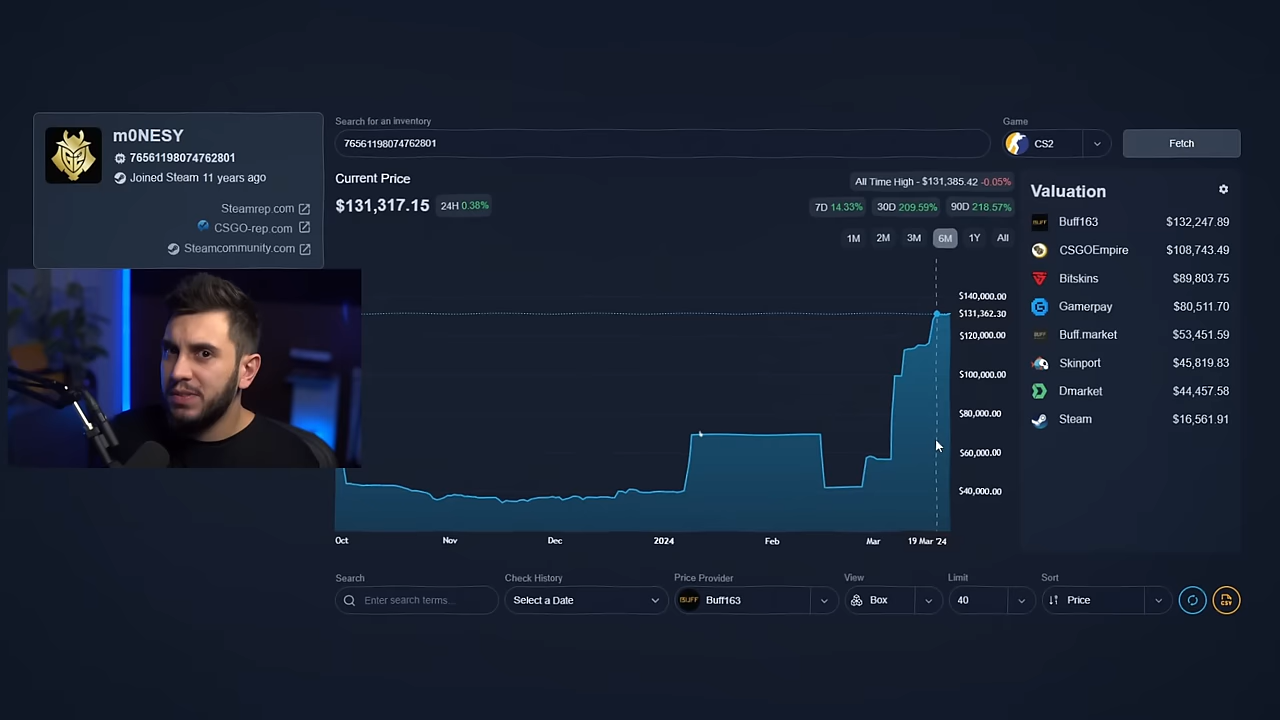 m0NESY
76561198074762801
Joined Steam 11 years ago
Steamrep.com
CSGO-rep.com
Steamcommunity.com
Search for an inventory
76561198074762801
Game
CS2
Fetch
Current Price
$131,317.15
24H 0.38%
All Time High - $131,385.42 -0.05%
7D 14.33%
30D 209.59%
90D 218.57%
1M
2M
3M
6M
1Y
All
$140,000.00
$131,362.30
$120,000.00
$100,000.00
$80,000.00
$60,000.00
$40,000.00
Oct
Nov
Dec
2024
Feb
Mar
19 Mar '24
Valuation
BUFF
Buff163 $132,247.89
CSGOEmpire $108,743.49
Bitskins $89,803.75
Gamerpay $80,511.70
BUFF
Buff.market $53,451.59
Skinport $45,819.83
Dmarket $44,457.58
Steam $16,561.91
Search
Enter search terms...
Check History
Select a Date
Price Provider
BUFF
Buff163
View
Box
Limit
40
Sort
Price
CSV